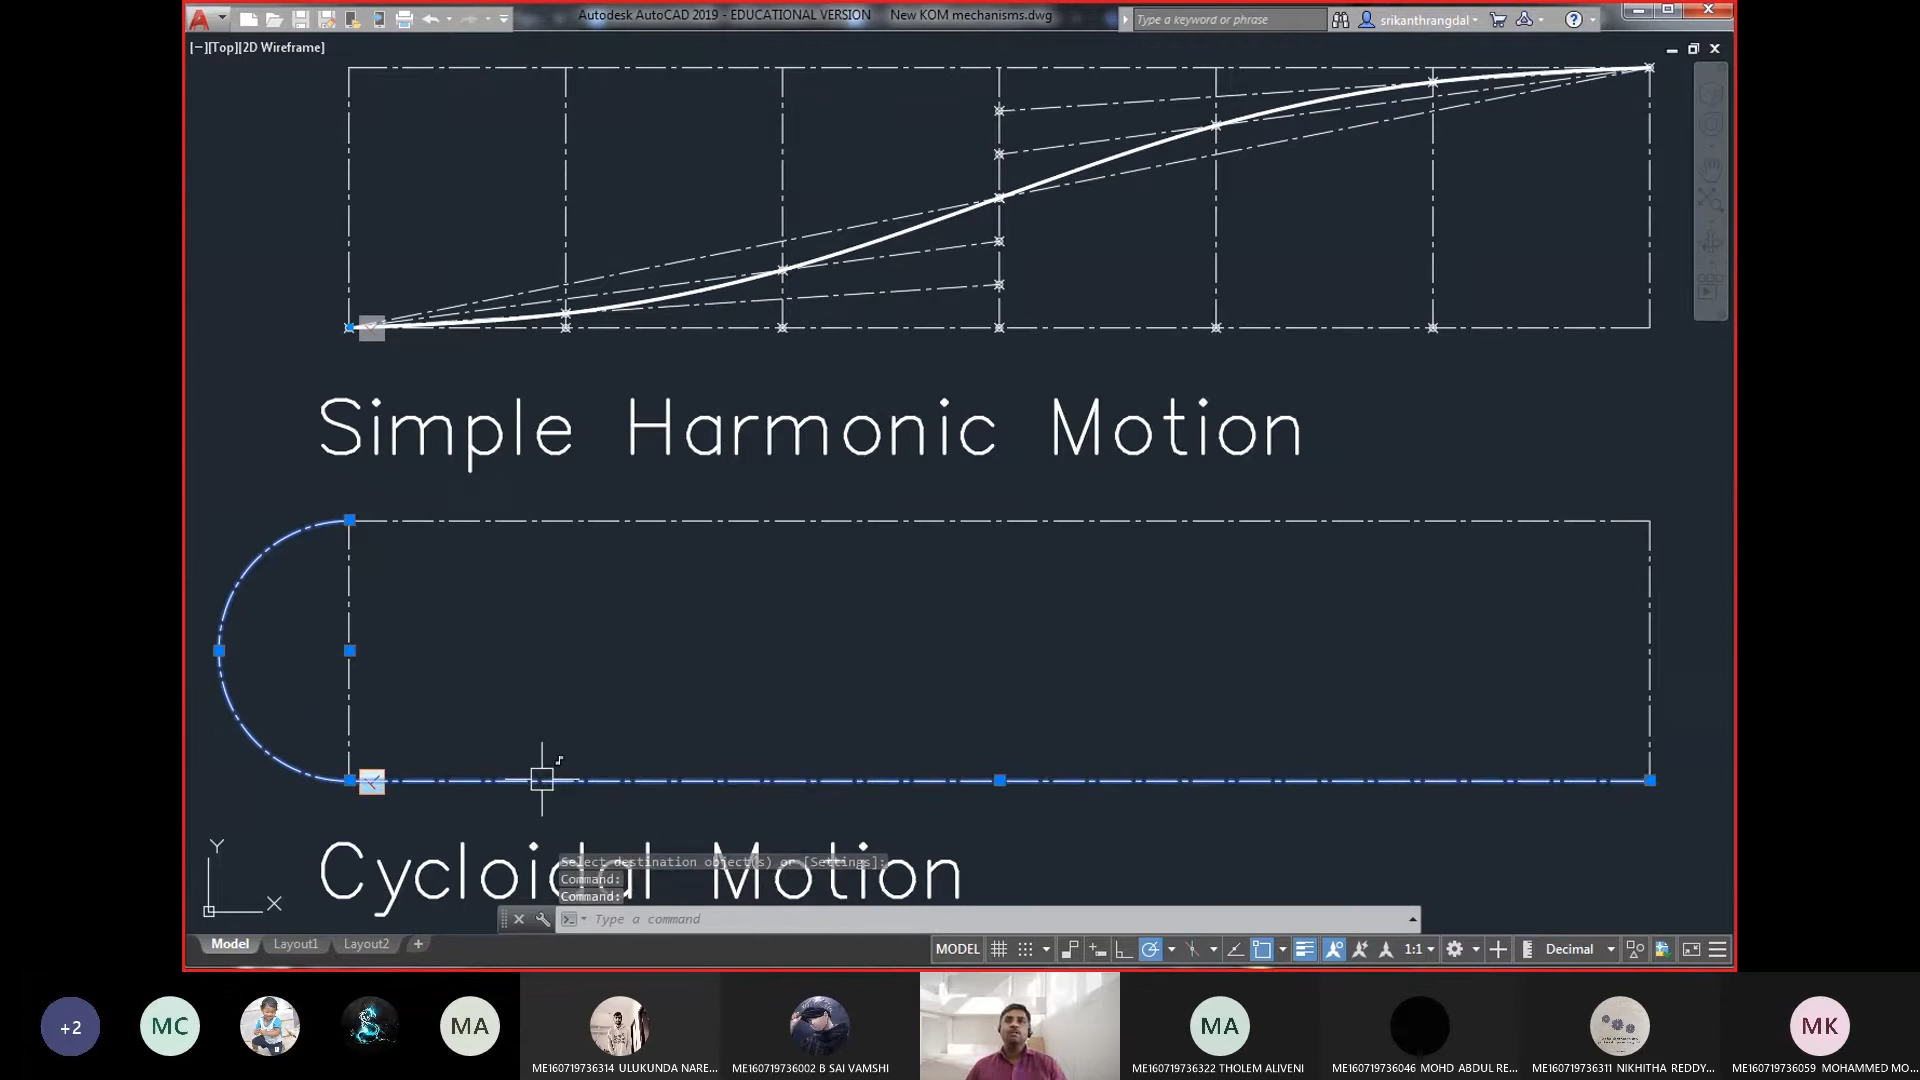 Autodesk AutoCAD 2019 - EDUCATIONAL VERSION New KOM mechanisms.dwg
Type a keyword or phrase
srikanthrangdal
[−][Top][2D Wireframe]
Simple Harmonic Motion
Cycloidal Motion
Y
X
Select destination object(s) or [Settings]:
Command:
Command:
Type a command
Model Layout1 Layout2 +
MODEL 1:1 Decimal
+2
MC
MA
MA
MK
ME160719736314 ULUKUNDA NARE...
ME160719736002 B SAI VAMSHI
ME160719736322 THOLEM ALIVENI
ME160719736046 MOHD ABDUL RE...
ME160719736311 NIKHITHA REDDY...
ME160719736059 MOHAMMED MO...